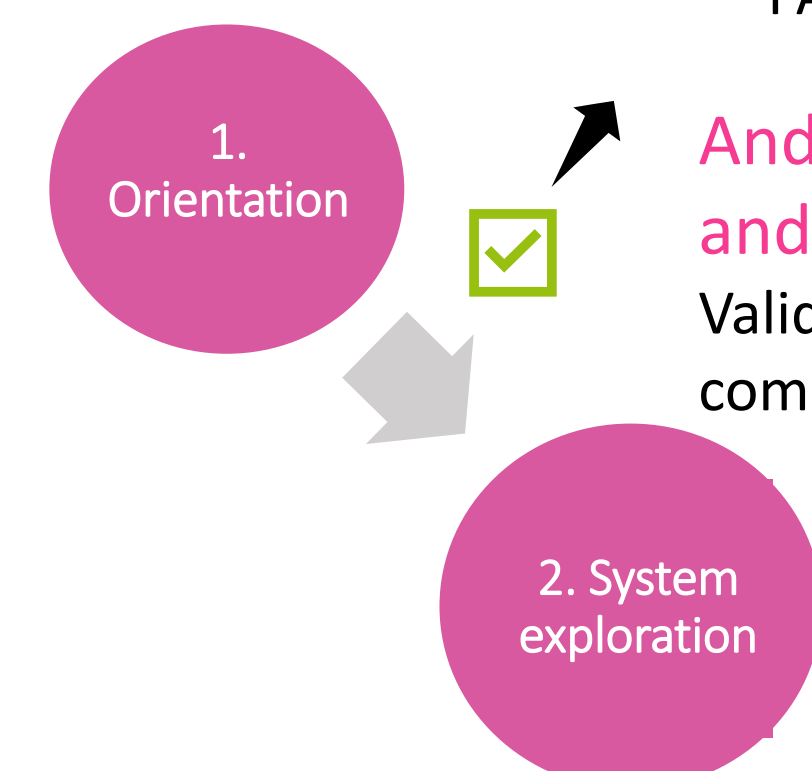 1.
Orientation
And
and
Valid
com
2. System
exploration